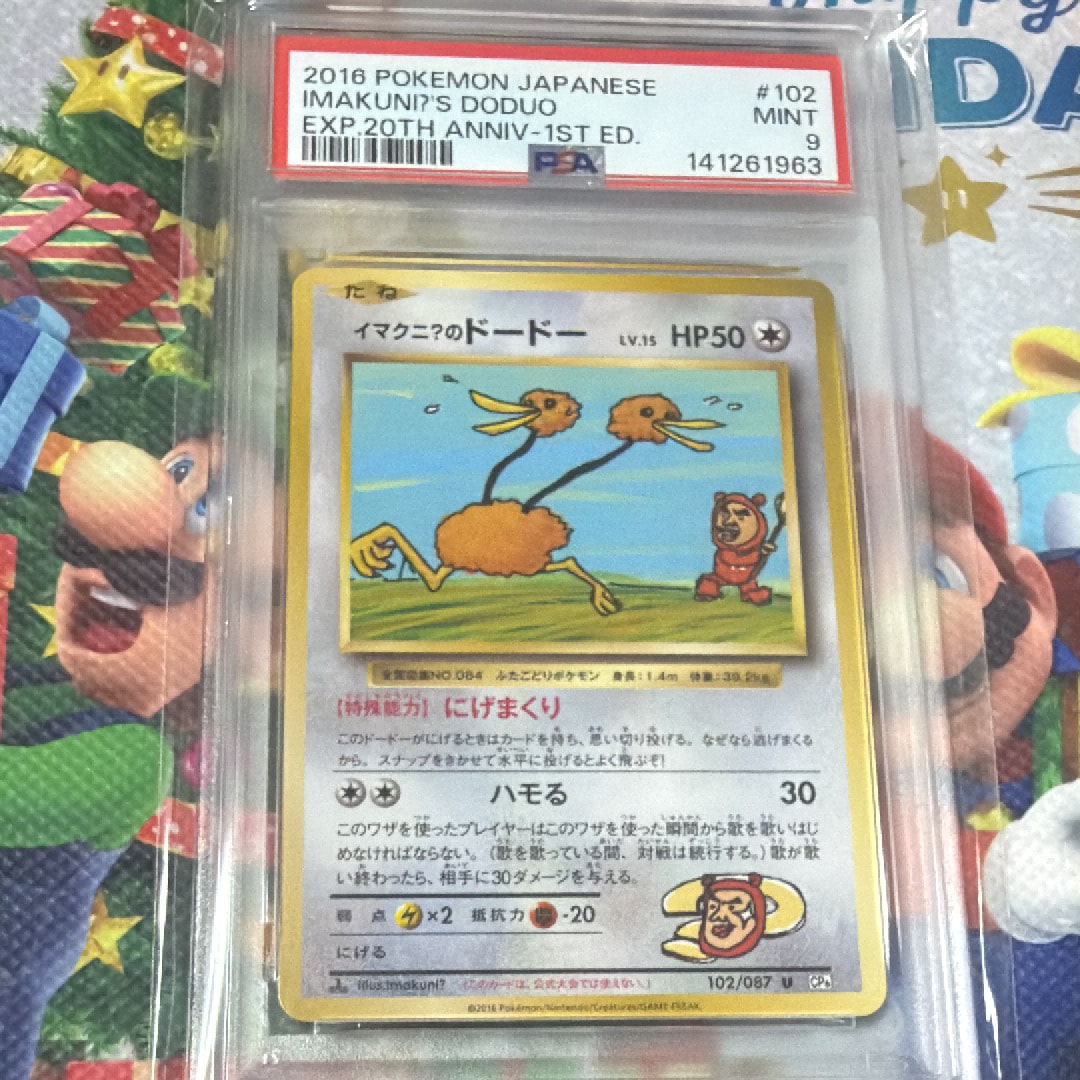 2016 POKEMON JAPANESE #102
IMAKUNI?'S DODUO MINT
EXP.20TH ANNIV-1ST ED. 9
PSA 141261963
たね
イマクニ?のドードー LV.15 HP50
全国図鑑NO.084 ふたごどりポケモン 身長:1.4m 体重:39.2kg
【特殊能力】 にげまくり
このドードーがにげるときはカードを持ち、思い切り投げる。なぜなら逃げまくる
から。スナップをきかせて水平に投げるとよく飛ぶぞ!
ハモる 30
このワザを使ったプレイヤーはこのワザを使った瞬間から歌を歌いはじ
めなければならない。(歌を歌っている間、対戦は続行する。)歌が歌
い終わったら、相手に30ダメージを与える。
弱点 ×2 抵抗力 -20
にげる
illus.Imakuni? (このカードは、公式大会では使えない。) 102/087 U CP6
©2016 Pokémon/Nintendo/Creatures/GAME FREAK.